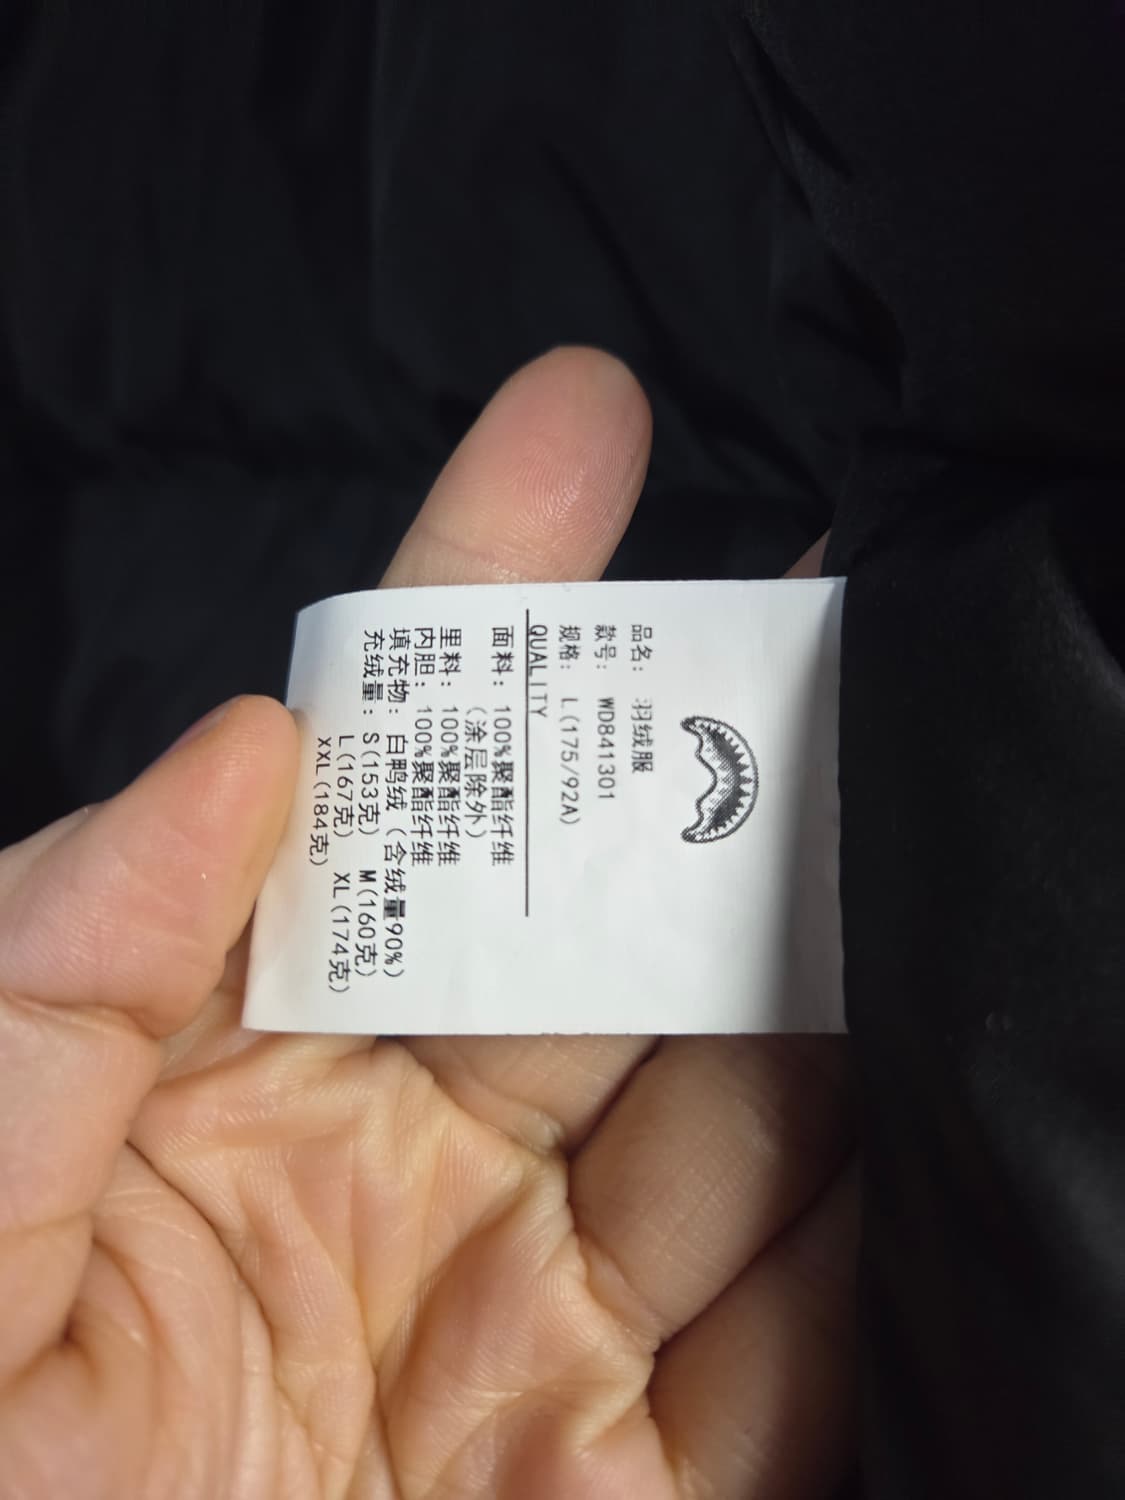 品名： 羽绒服
款号： WD841301
规格： L(175/92A)
QUALITY
面料：100%聚酯纤维
（涂层除外）
里料：100%聚酯纤维
内胆：100%聚酯纤维
填充物：白鸭绒（含绒量90%）
充绒量：S(153克) M(160克)
L(167克) XL(174克)
XXL(184克)